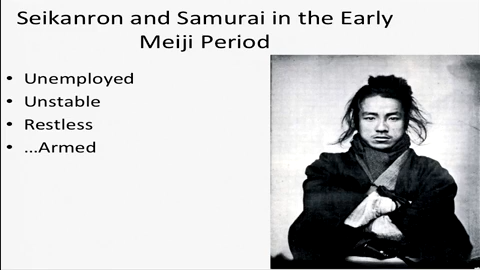 Seikanron and Samurai in the Early
Meiji Period
• Unemployed
• Unstable
• Restless
• ...Armed